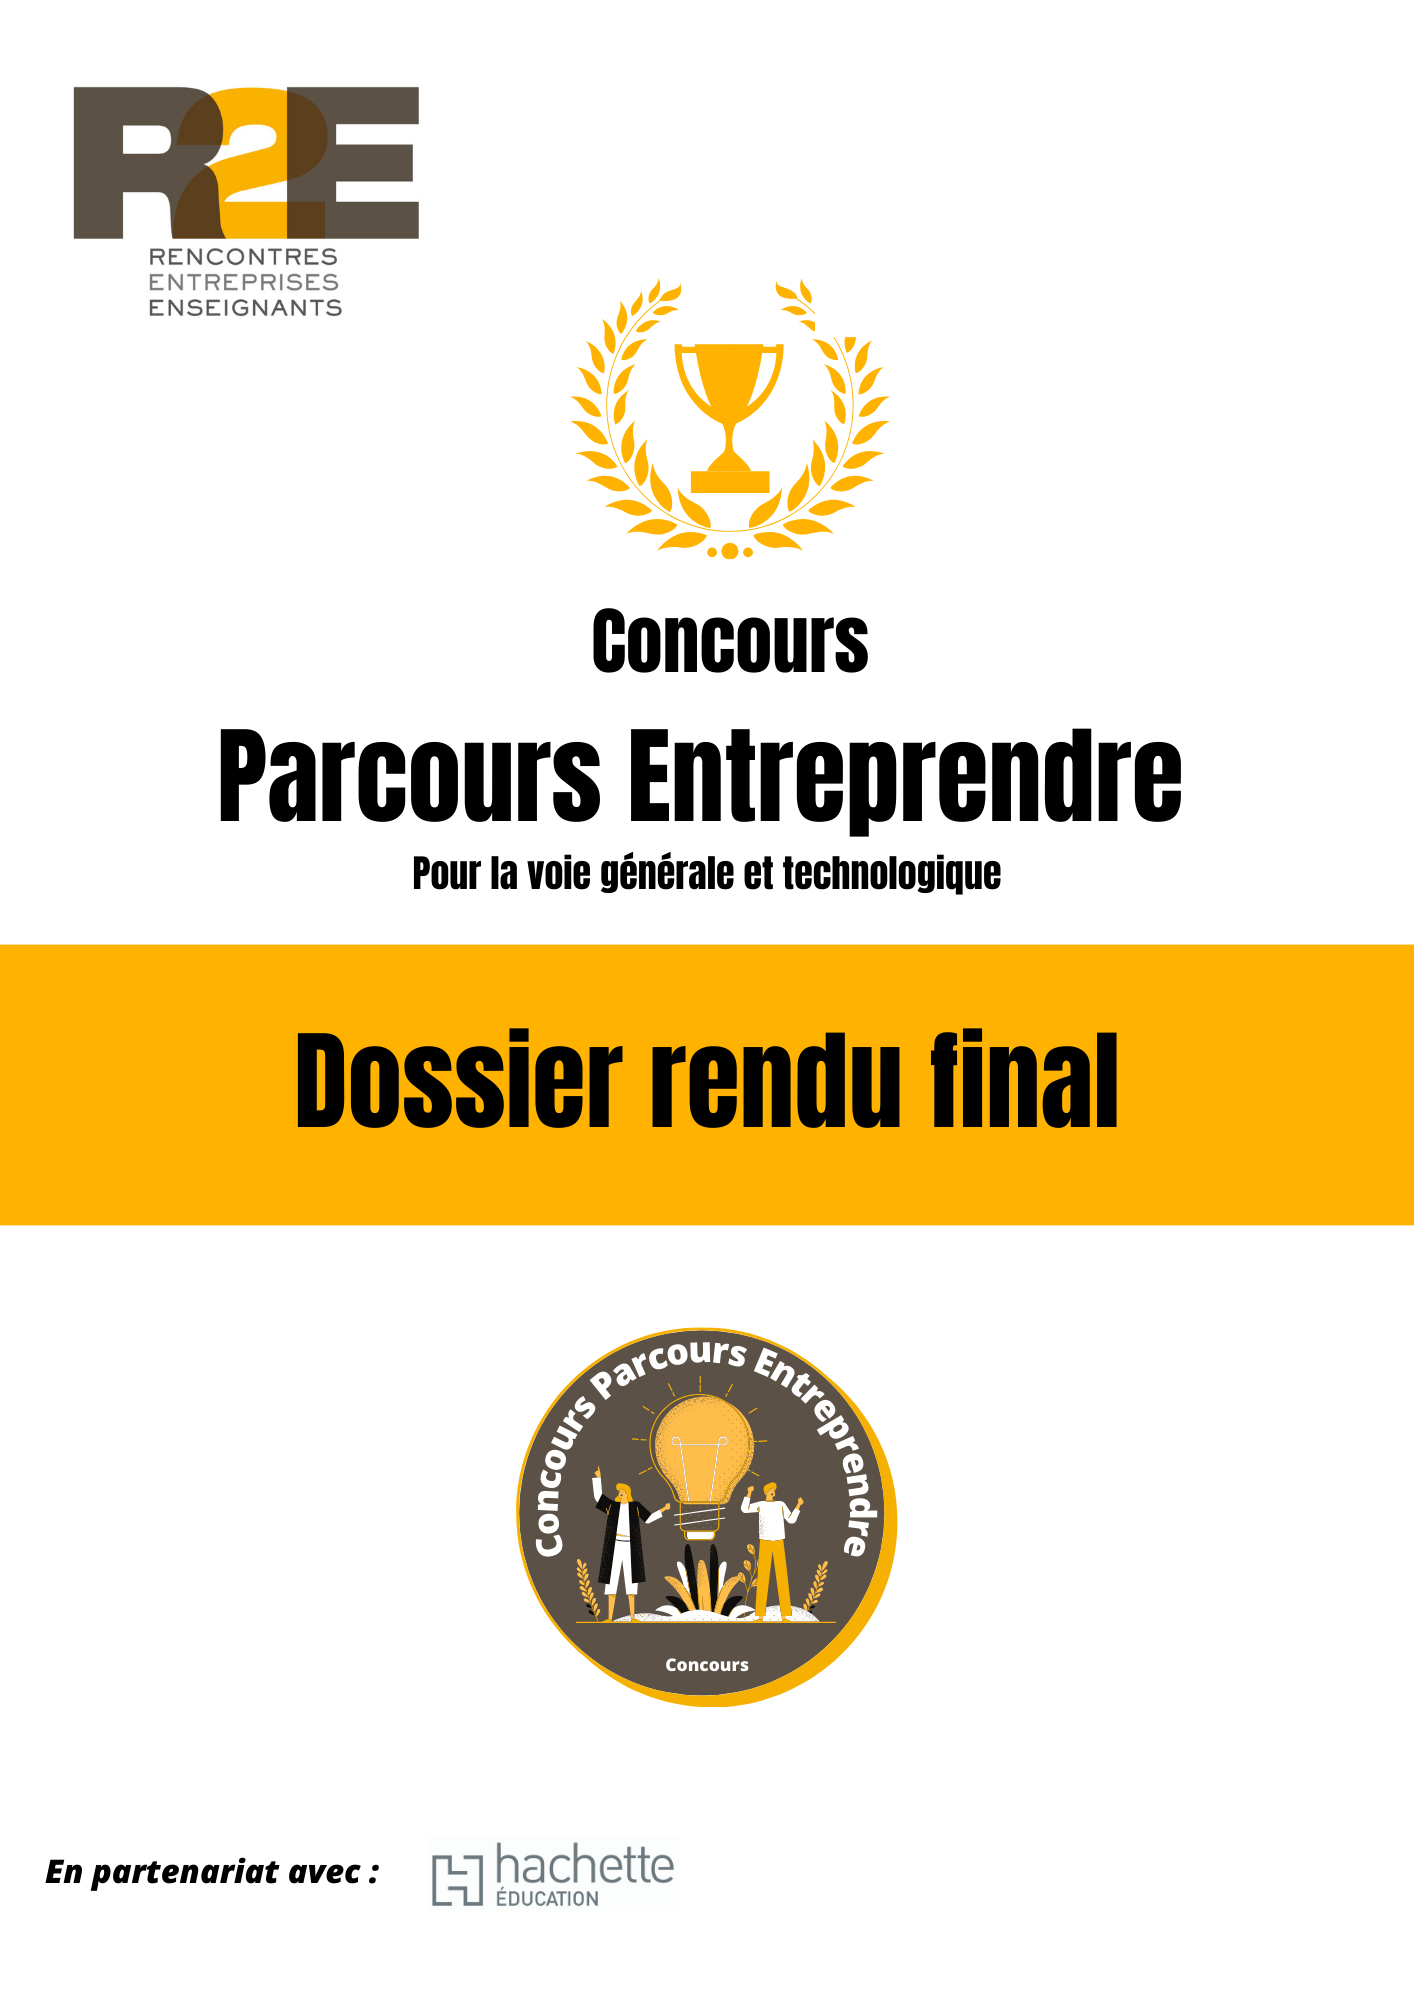 R2E
RENCONTRES
ENTREPRISES
ENSEIGNANTS
Concours
Parcours Entreprendre
Pour la voie générale et technologique
Dossier rendu final
Concours Parcours Entreprendre
Concours
En partenariat avec :
hachette
ÉDUCATION